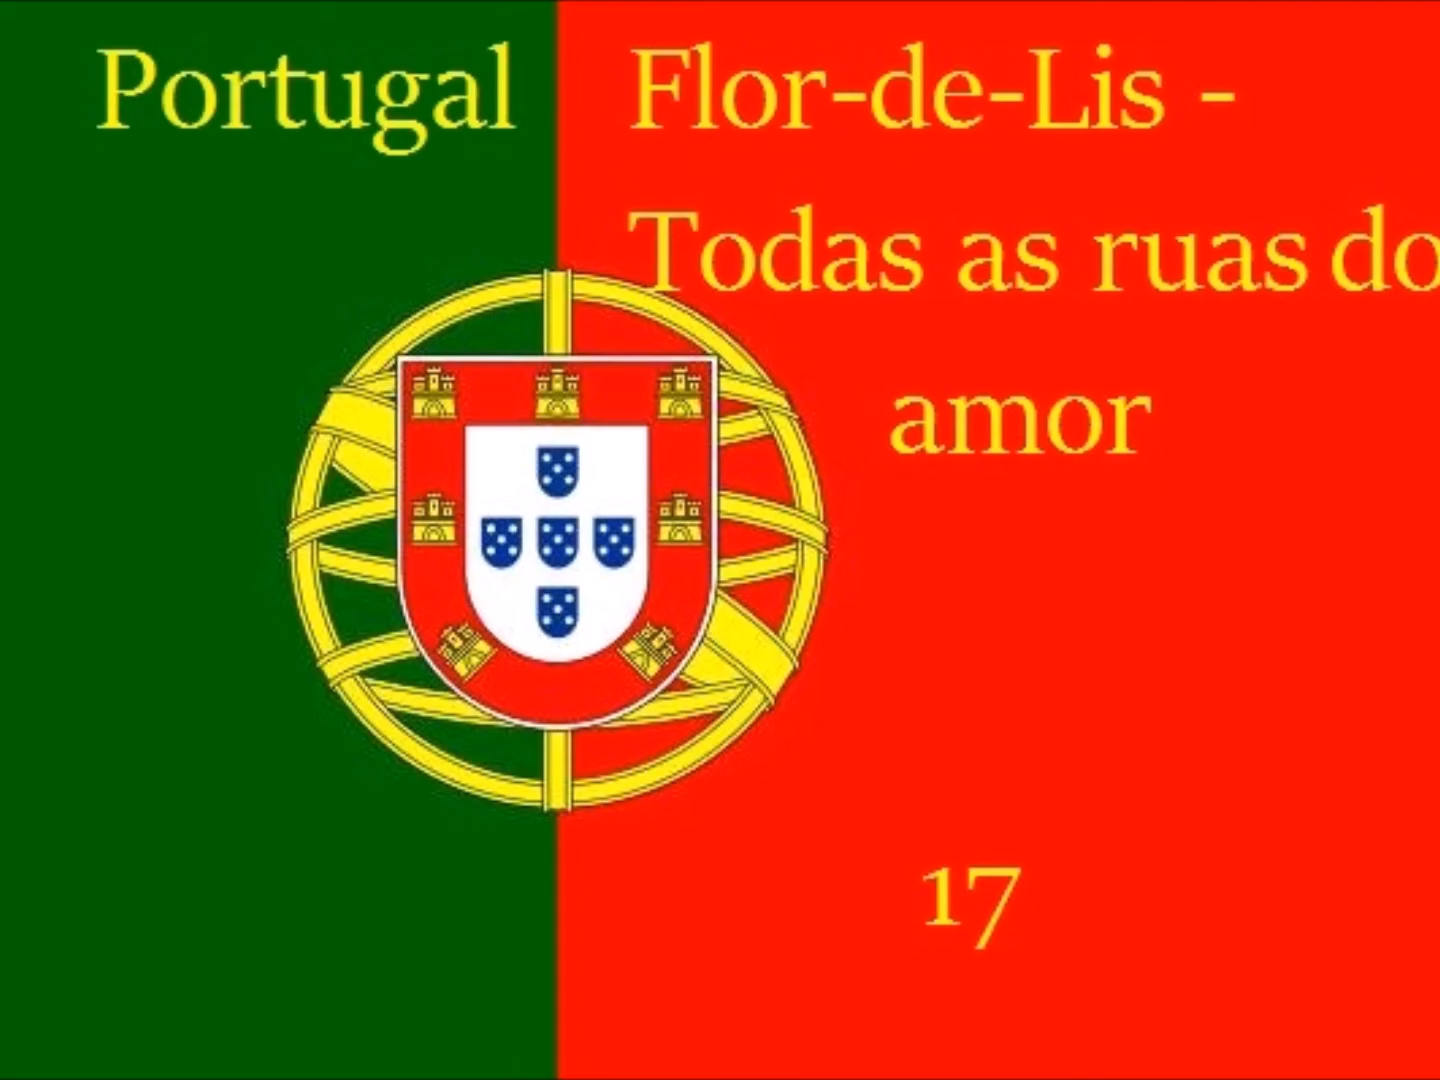 Portugal
Flor-de-Lis -
Todas as ruas do
amor
17